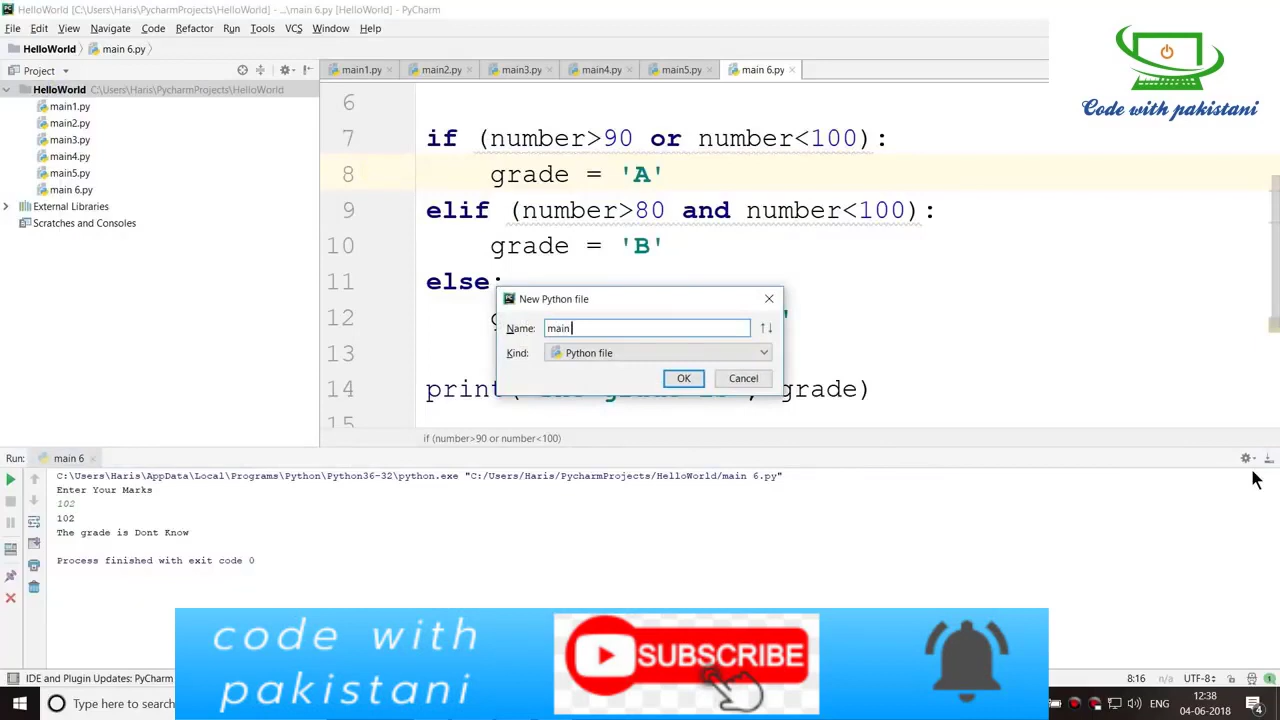 HelloWorld [C:\Users\Haris\PycharmProjects\HelloWorld] - ...\main 6.py [HelloWorld] - PyCharm
File Edit View Navigate Code Refactor Run Tools VCS Window Help
HelloWorld main 6.py
Project main1.py main2.py main3.py main4.py main5.py main 6.py
HelloWorld C:\Users\Haris\PycharmProjects\HelloWorld
main1.py
main2.py
main3.py
main4.py
main5.py
main 6.py
External Libraries
Scratches and Consoles
6
7 if (number>90 or number<100):
8 grade = 'A'
9 elif (number>80 and number<100):
10 grade = 'B'
11 else:
12
13
14 print( , grade)
15
New Python file
Name: main
Kind: Python file
OK Cancel
if (number>90 or number<100)
Run: main 6
C:\Users\Haris\AppData\Local\Programs\Python\Python36-32\python.exe "C:/Users/Haris/PycharmProjects/HelloWorld/main 6.py"
Enter Your Marks
102
102
The grade is Dont Know
Process finished with exit code 0
Code with pakistani
code with
pakistani
SUBSCRIBE
IDE and Plugin Updates: PyCharm
8:16 n/a UTF-8
Type here to search
ENG
12:38
04-06-2018
4
1